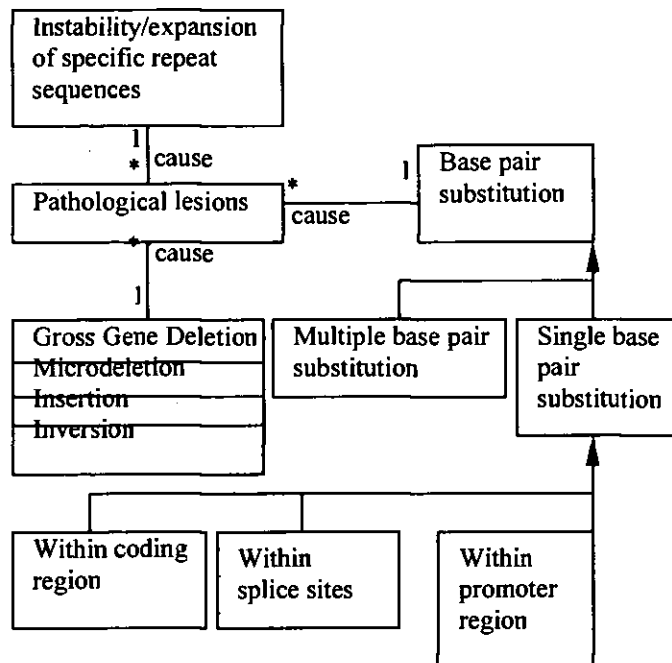 Instability/expansion
of specific repeat
sequences
1
*
cause
Base pair
substitution
*
1
Pathological lesions
cause
*
cause
1
Gross Gene Deletion
Microdeletion
Insertion
Inversion
Multiple base pair
substitution
Single base
pair
substitution
Within coding
region
Within
splice sites
Within
promoter
region